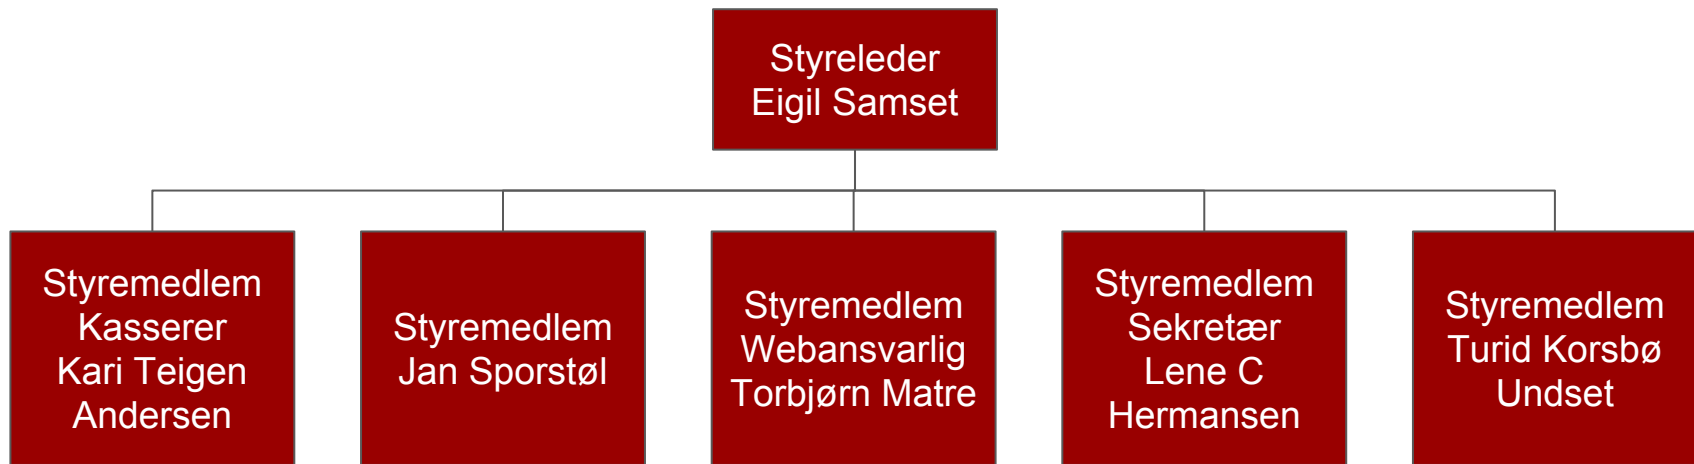 Styreleder
Eigil Samset
Styremedlem
Kasserer
Kari Teigen
Andersen
Styremedlem
Jan Sporstøl
Styremedlem
Webansvarlig
Torbjørn Matre
Styremedlem
Sekretær
Lene C
Hermansen
Styremedlem
Turid Korsbø
Undset